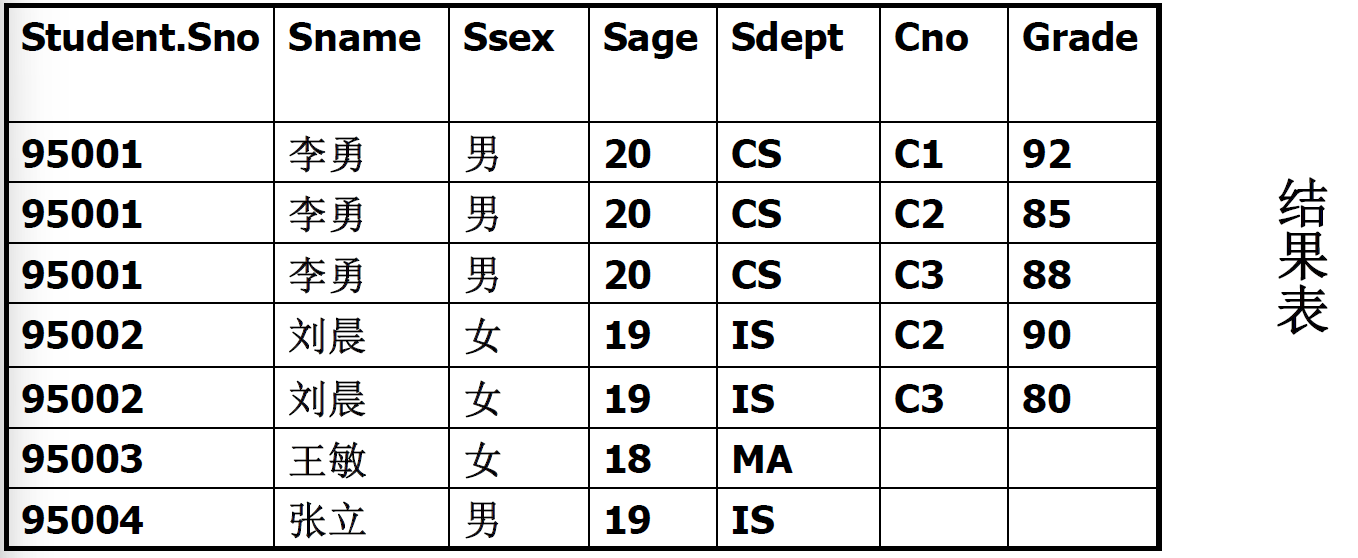 Student.Sno Sname Ssex Sage Sdept Cno Grade
95001 李勇 男 20 CS C1 92
95001 李勇 男 20 CS C2 85
95001 李勇 男 20 CS C3 88
95002 刘晨 女 19 IS C2 90
95002 刘晨 女 19 IS C3 80
95003 王敏 女 18 MA
95004 张立 男 19 IS
结果表